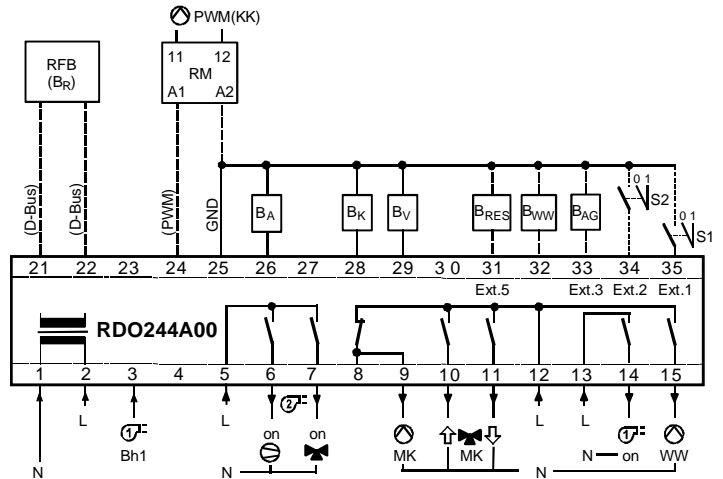 PWM(KK)
11 12
RFB
(BR)
RM
A1 A2
(D-Bus) (D-Bus) (PWM) GND
BA BK BV BRES BWW BAG
0 1
S2
0 1
S1
21 22 23 24 25 26 27 28 29 30 31 32 33 34 35
Ext.5 Ext.3 Ext.2 Ext.1
RDO244A00
1 2 3 4 5 6 7 8 9 10 11 12 13 14 15
L 1 L 2 L L 1
Bh1 on on MK MK N on WW
N N N